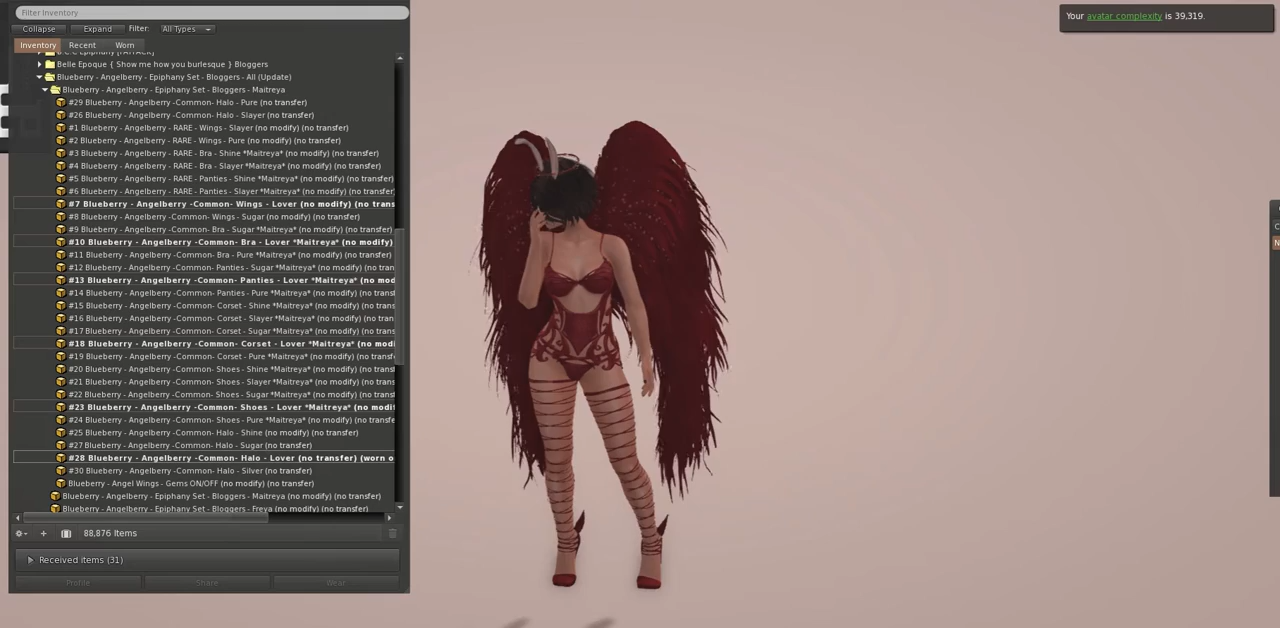 Filter Inventory
Collapse Expand Filter: All Types
Inventory Recent Worn
Belle Epoque { Show me how you burlesque } Bloggers
Blueberry - Angelberry - Epiphany Set - Bloggers - All (Update)
Blueberry - Angelberry - Epiphany Set - Bloggers - Maitreya
#29 Blueberry - Angelberry -Common- Halo - Pure (no transfer)
#26 Blueberry - Angelberry -Common- Halo - Slayer (no transfer)
#1 Blueberry - Angelberry - RARE - Wings - Slayer (no modify) (no transfer)
#2 Blueberry - Angelberry - RARE - Wings - Pure (no modify) (no transfer)
#3 Blueberry - Angelberry - RARE - Bra - Shine *Maitreya* (no modify) (no transfer)
#4 Blueberry - Angelberry - RARE - Bra - Slayer *Maitreya* (no modify) (no transfer)
#5 Blueberry - Angelberry - RARE - Panties - Shine *Maitreya* (no modify) (no transfer)
#6 Blueberry - Angelberry - RARE - Panties - Slayer *Maitreya* (no modify) (no transfer)
#7 Blueberry - Angelberry -Common- Wings - Lover (no modify) (no trans
#8 Blueberry -Angelberry -Common- Wings - Sugar (no modify) (no transfer)
#9 Blueberry - Angelberry -Common- Bra - Sugar *Maitreya* (no modify) (no transfer)
#10 Blueberry - Angelberry -Common- Bra - Lover *Maitreya* (no modify)
#11 Blueberry - Angelberry -Common- Bra - Pure *Maitreya* (no modify) (no transfer)
#12 Blueberry - Angelberry -Common- Panties - Sugar *Maitreya* (no modify) (no tran
#13 Blueberry - Angelberry -Common- Panties - Lover *Maitreya* (no mod
#14 Blueberry - Angelberry -Common- Panties - Pure *Maitreya* (no modify) (no transf
#15 Blueberry - Angelberry -Common- Corset - Shine *Maitreya* (no modify) (no transf
#16 Blueberry - Angelberry -Common- Corset - Slayer *Maitreya* (no modify) (no tran
#17 Blueberry - Angelberry -Common- Corset - Sugar *Maitreya* (no modify) (no transf
#18 Blueberry - Angelberry -Common- Corset - Lover *Maitreya* (no modi
#19 Blueberry - Angelberry -Common- Corset - Pure *Maitreya* (no modify) (no transfe
#20 Blueberry - Angelberry -Common- Shoes - Shine *Maitreya* (no modify) (no transf
#21 Blueberry - Angelberry -Common- Shoes - Slayer *Maitreya* (no modify) (no transf
#22 Blueberry - Angelberry -Common- Shoes - Sugar *Maitreya* (no modify) (no transf
#23 Blueberry - Angelberry -Common- Shoes - Lover *Maitreya* (no modif
#24 Blueberry - Angelberry -Common- Shoes - Pure *Maitreya* (no modify) (no transfe
#25 Blueberry - Angelberry -Common- Halo - Shine (no modify) (no transfer)
#27 Blueberry - Angelberry -Common- Halo - Sugar (no transfer)
#28 Blueberry - Angelberry -Common- Halo - Lover (no transfer) (worn o
#30 Blueberry - Angelberry -Common- Halo - Silver (no transfer)
Blueberry - Angel Wings - Gems ON/OFF (no modify) (no transfer)
Blueberry - Angelberry - Epiphany Set - Bloggers - Maitreya (no modify) (no transfer)
Blueberry - Angelberry - Epiphany Set - Bloggers - Freya (no modify) (no transfer)
88,876 Items
Received items (31)
Profile Share Wear
Your avatar complexity is 39,319.